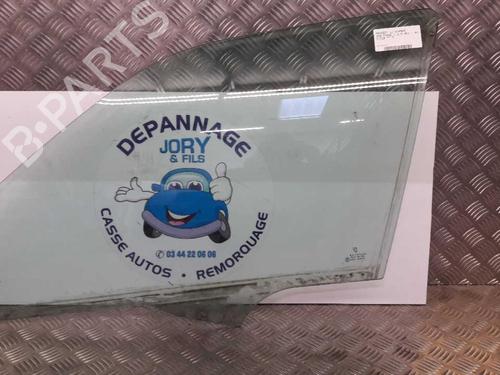 B-PARTS
DEPANNAGE
JORY
& FILS
03 44 22 06 06
CASSE AUTOS • REMORQUAGE